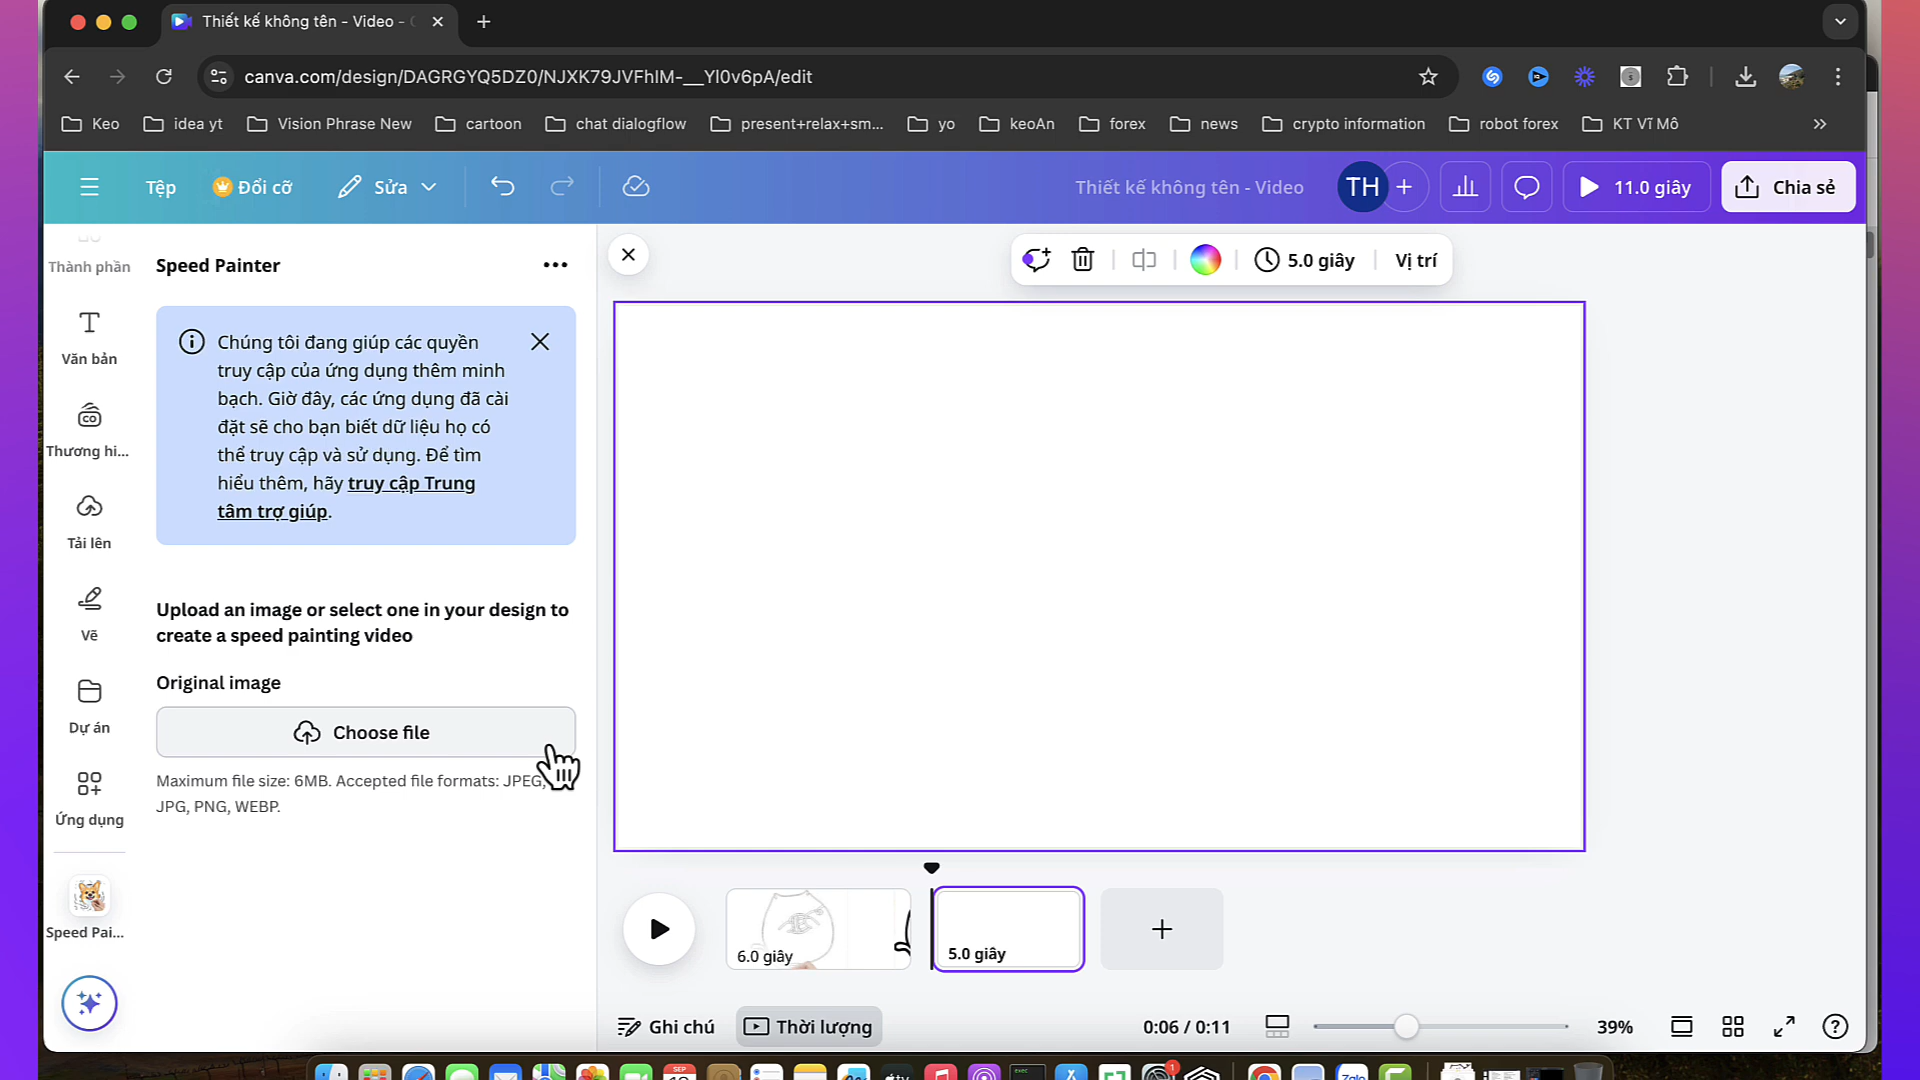 Thiết kế không tên - Video -
canva.com/design/DAGRGYQ5DZ0/NJXK79JVFhIM-__YI0v6pA/edit
Keo
idea yt
Vision Phrase New
cartoon
chat dialogflow
present+relax+sm...
yo
keoAn
forex
news
crypto information
robot forex
KT Vĩ Mô
Tệp
Đổi cỡ
Sửa
Thiết kế không tên - Video
TH
11.0 giây
Chia sẻ
Thành phần
Văn bản
CO
Thương hi...
Tải lên
Vẽ
Dự án
Ứng dụng
Speed Pai...
Speed Painter
Chúng tôi đang giúp các quyền
truy cập của ứng dụng thêm minh
bạch. Giờ đây, các ứng dụng đã cài
đặt sẽ cho bạn biết dữ liệu họ có
thể truy cập và sử dụng. Để tìm
hiểu thêm, hãy truy cập Trung
tâm trợ giúp.
Upload an image or select one in your design to
create a speed painting video
Original image
Choose file
Maximum file size: 6MB. Accepted file formats: JPEG,
JPG, PNG, WEBP.
5.0 giây
Vị trí
6.0 giây
5.0 giây
Ghi chú
Thời lượng
0:06 / 0:11
39%
SEP
tv
exec
1
Zalo